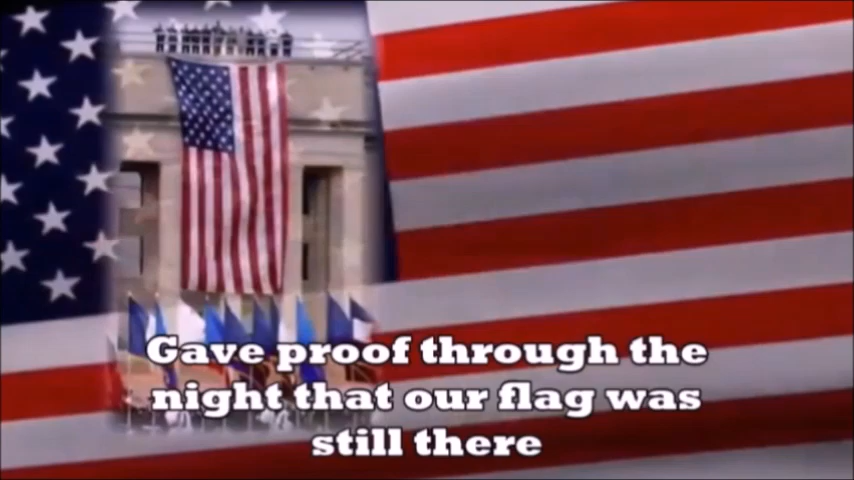 Gave proof through the
night that our flag was
still there